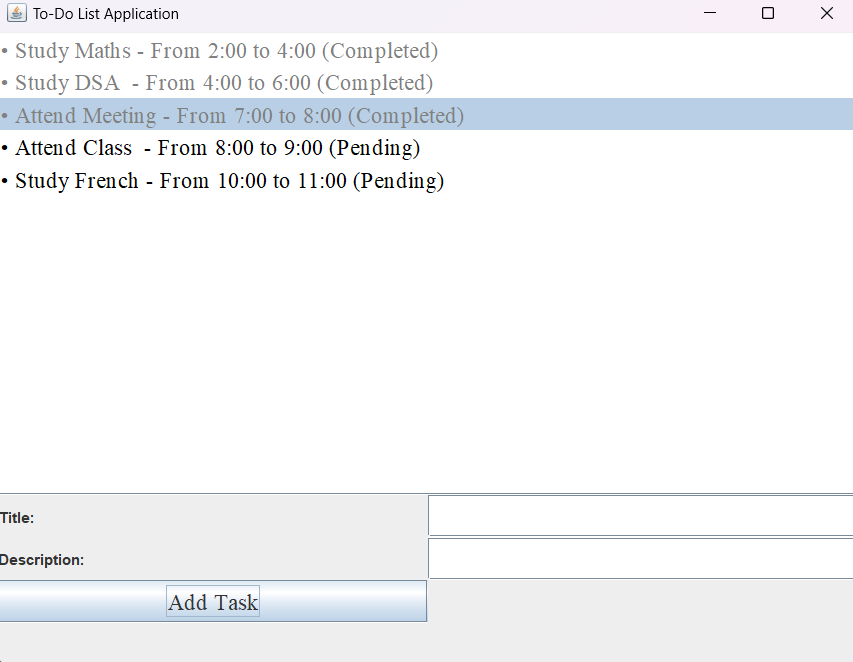 To-Do List Application
• Study Maths - From 2:00 to 4:00 (Completed)
• Study DSA  - From 4:00 to 6:00 (Completed)
• Attend Meeting - From 7:00 to 8:00 (Completed)
• Attend Class  - From 8:00 to 9:00 (Pending)
• Study French - From 10:00 to 11:00 (Pending)
Title:
Description:
Add Task